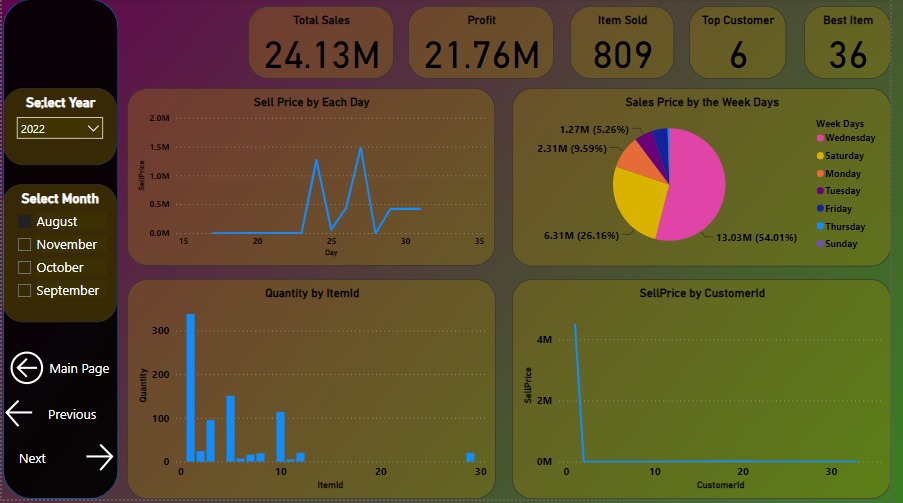 Total Sales
24.13M
Profit
21.76M
Item Sold
809
Top Customer
6
Best Item
36
Se;lect Year
2022
Select Month
August
November
October
September
Main Page
Previous
Next
Sell Price by Each Day
2.0M
1.5M
1.0M
0.5M
0.0M
SellPrice
15 20 25 30 35
Day
Sales Price by the Week Days
1.27M (5.26%)
2.31M (9.59%)
6.31M (26.16%)
13.03M (54.01%)
Week Days
Wednesday
Saturday
Monday
Tuesday
Friday
Thursday
Sunday
Quantity by ItemId
300
200
100
0
Quantity
0 10 20 30
ItemId
SellPrice by CustomerId
4M
2M
0M
SellPrice
0 10 20 30
CustomerId